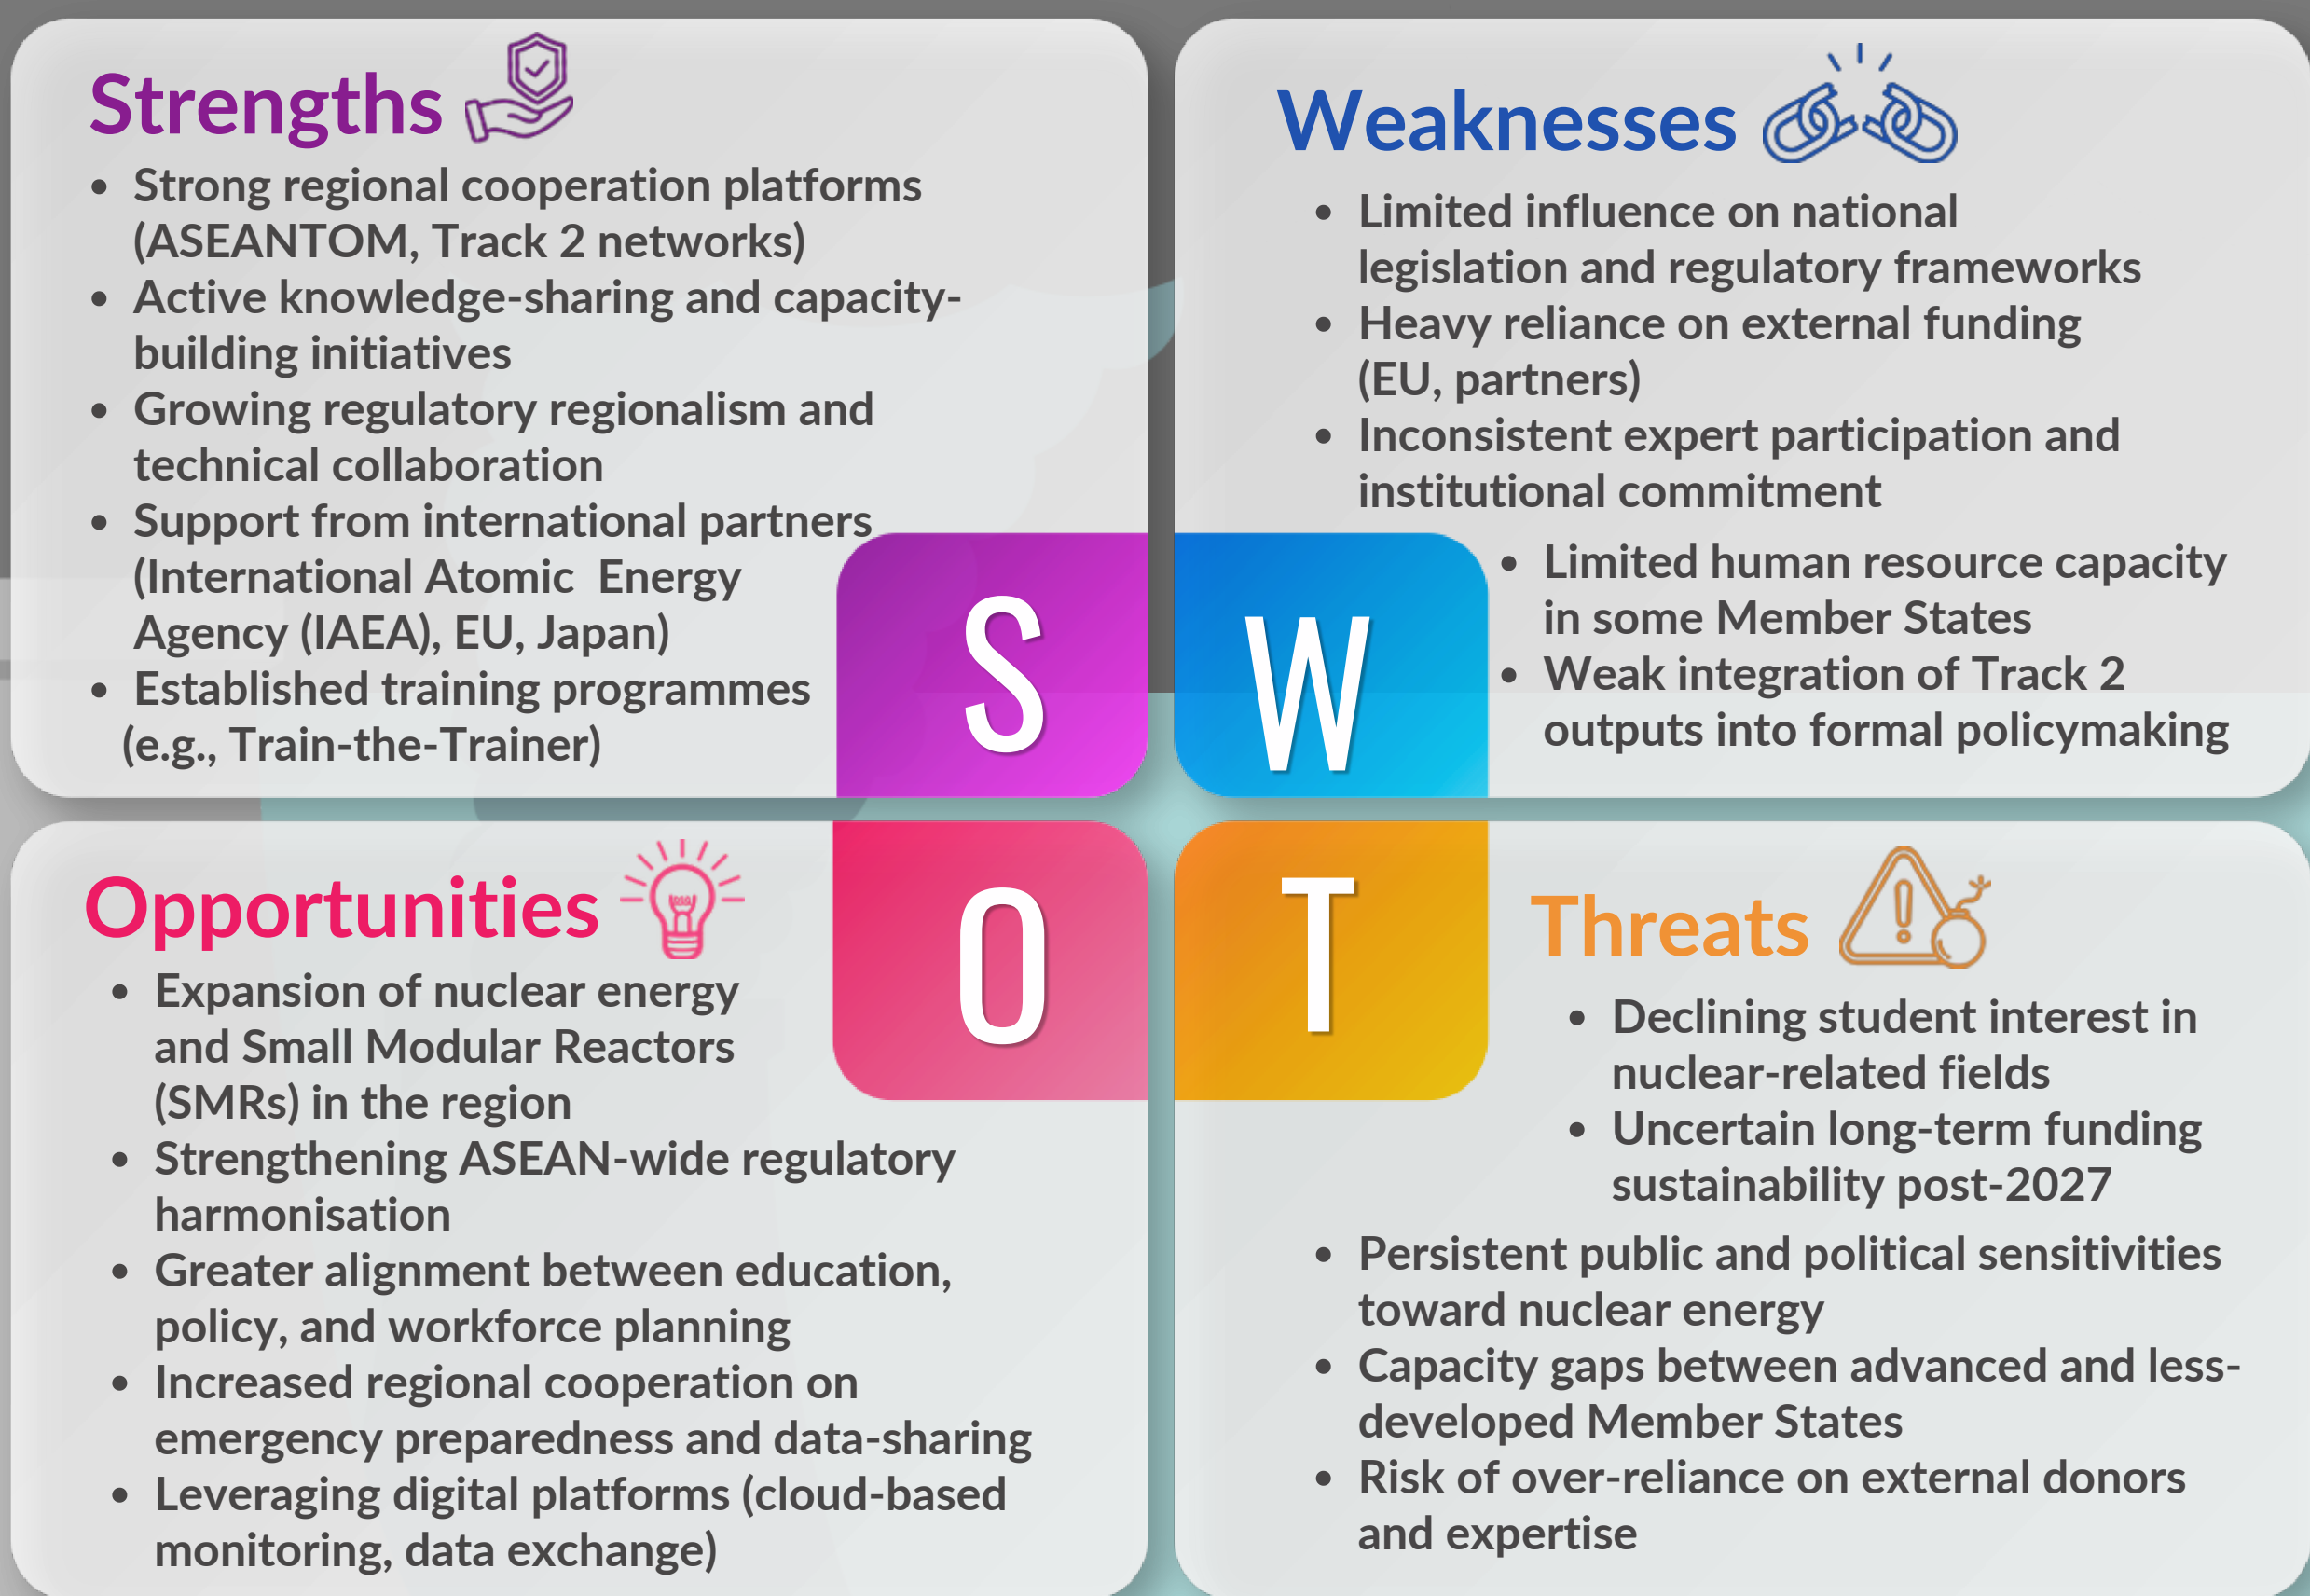 Strengths
• Strong regional cooperation platforms
(ASEANTOM, Track 2 networks)
• Active knowledge-sharing and capacity-
building initiatives
• Growing regulatory regionalism and
technical collaboration
• Support from international partners
(International Atomic Energy
Agency (IAEA), EU, Japan)
• Established training programmes
(e.g., Train-the-Trainer)
S
Weaknesses
• Limited influence on national
legislation and regulatory frameworks
• Heavy reliance on external funding
(EU, partners)
• Inconsistent expert participation and
institutional commitment
• Limited human resource capacity
in some Member States
• Weak integration of Track 2
outputs into formal policymaking
W
Opportunities
• Expansion of nuclear energy
and Small Modular Reactors
(SMRs) in the region
• Strengthening ASEAN-wide regulatory
harmonisation
• Greater alignment between education,
policy, and workforce planning
• Increased regional cooperation on
emergency preparedness and data-sharing
• Leveraging digital platforms (cloud-based
monitoring, data exchange)
O
T
Threats
• Declining student interest in
nuclear-related fields
• Uncertain long-term funding
sustainability post-2027
• Persistent public and political sensitivities
toward nuclear energy
• Capacity gaps between advanced and less-
developed Member States
• Risk of over-reliance on external donors
and expertise